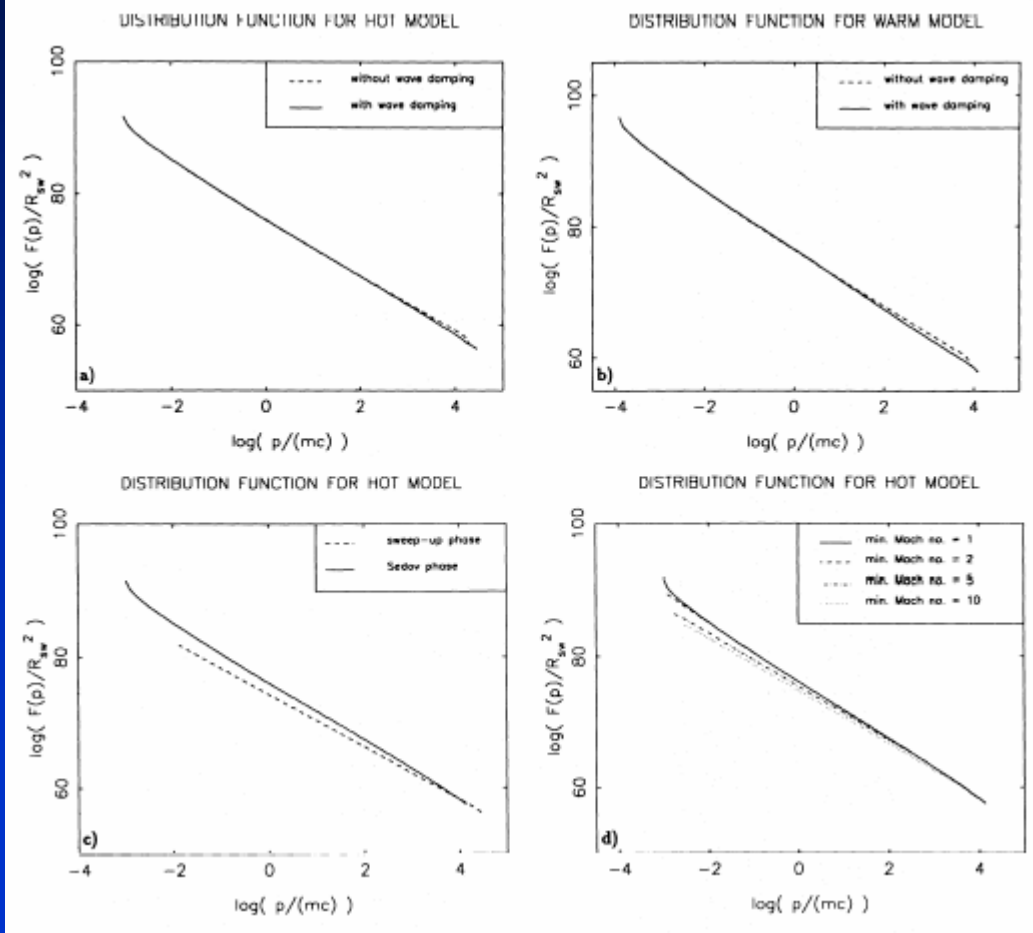 DISTRIBUTION FUNCTION FOR HOT MODEL
without wave damping
with wave damping
100
80
60
log( F(p)/R_sw^2 )
a)
−4
−2
0
2
4
log( p/(mc) )
DISTRIBUTION FUNCTION FOR WARM MODEL
without wave damping
with wave damping
100
80
60
log( F(p)/R_sw^2 )
b)
−4
−2
0
2
4
log( p/(mc) )
DISTRIBUTION FUNCTION FOR HOT MODEL
sweep-up phase
Sedov phase
100
80
60
log( F(p)/R_sw^2 )
c)
−4
−2
0
2
4
log( p/(mc) )
DISTRIBUTION FUNCTION FOR HOT MODEL
min. Mach no. = 1
min. Mach no. = 2
min. Mach no. = 5
min. Mach no. = 10
100
80
60
log( F(p)/R_sw^2 )
d)
−4
−2
0
2
4
log( p/(mc) )